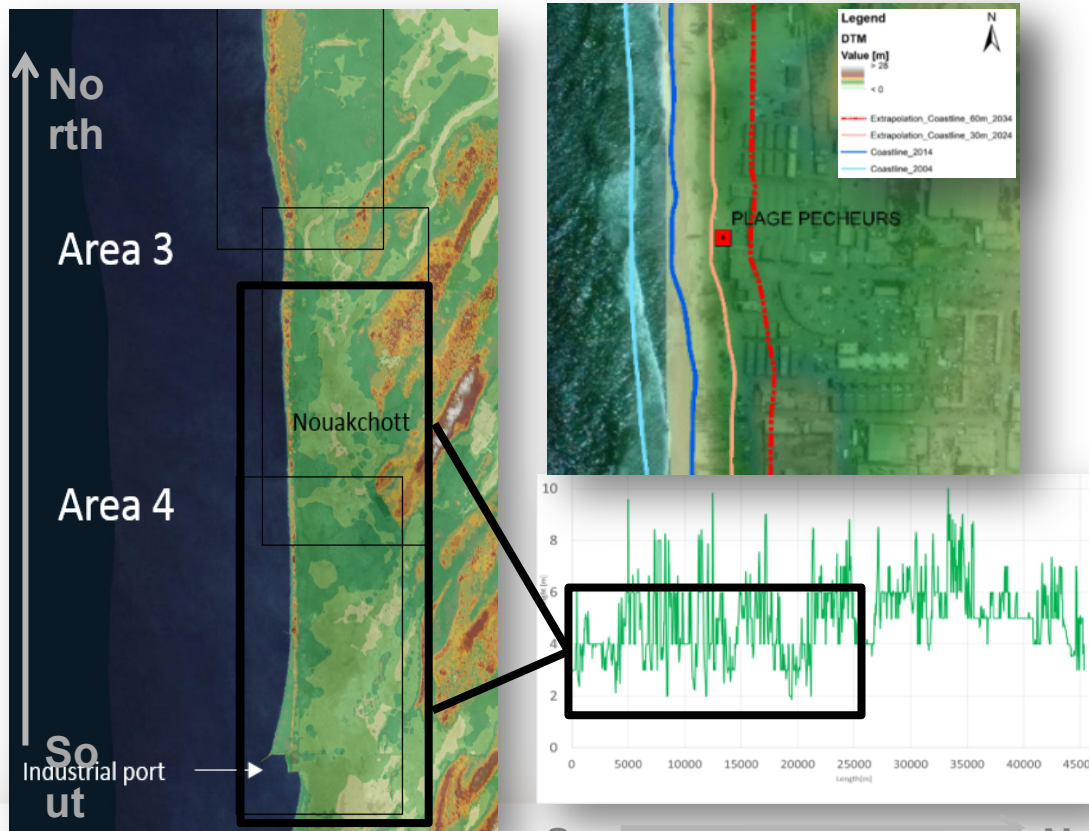 No
rth
Area 3
Nouakchott
Area 4
So
Industrial port
ut
Legend
N
DTM
Value [m]
> 28
< 0
Extrapolation_Coastline_60m_2034
Extrapolation_Coastline_30m_2024
Coastline_2014
Coastline_2004
PLAGE PECHEURS
10
8
6
4
2
0
0 5000 10000 15000 20000 25000 30000 35000 40000 4500
Length[m]